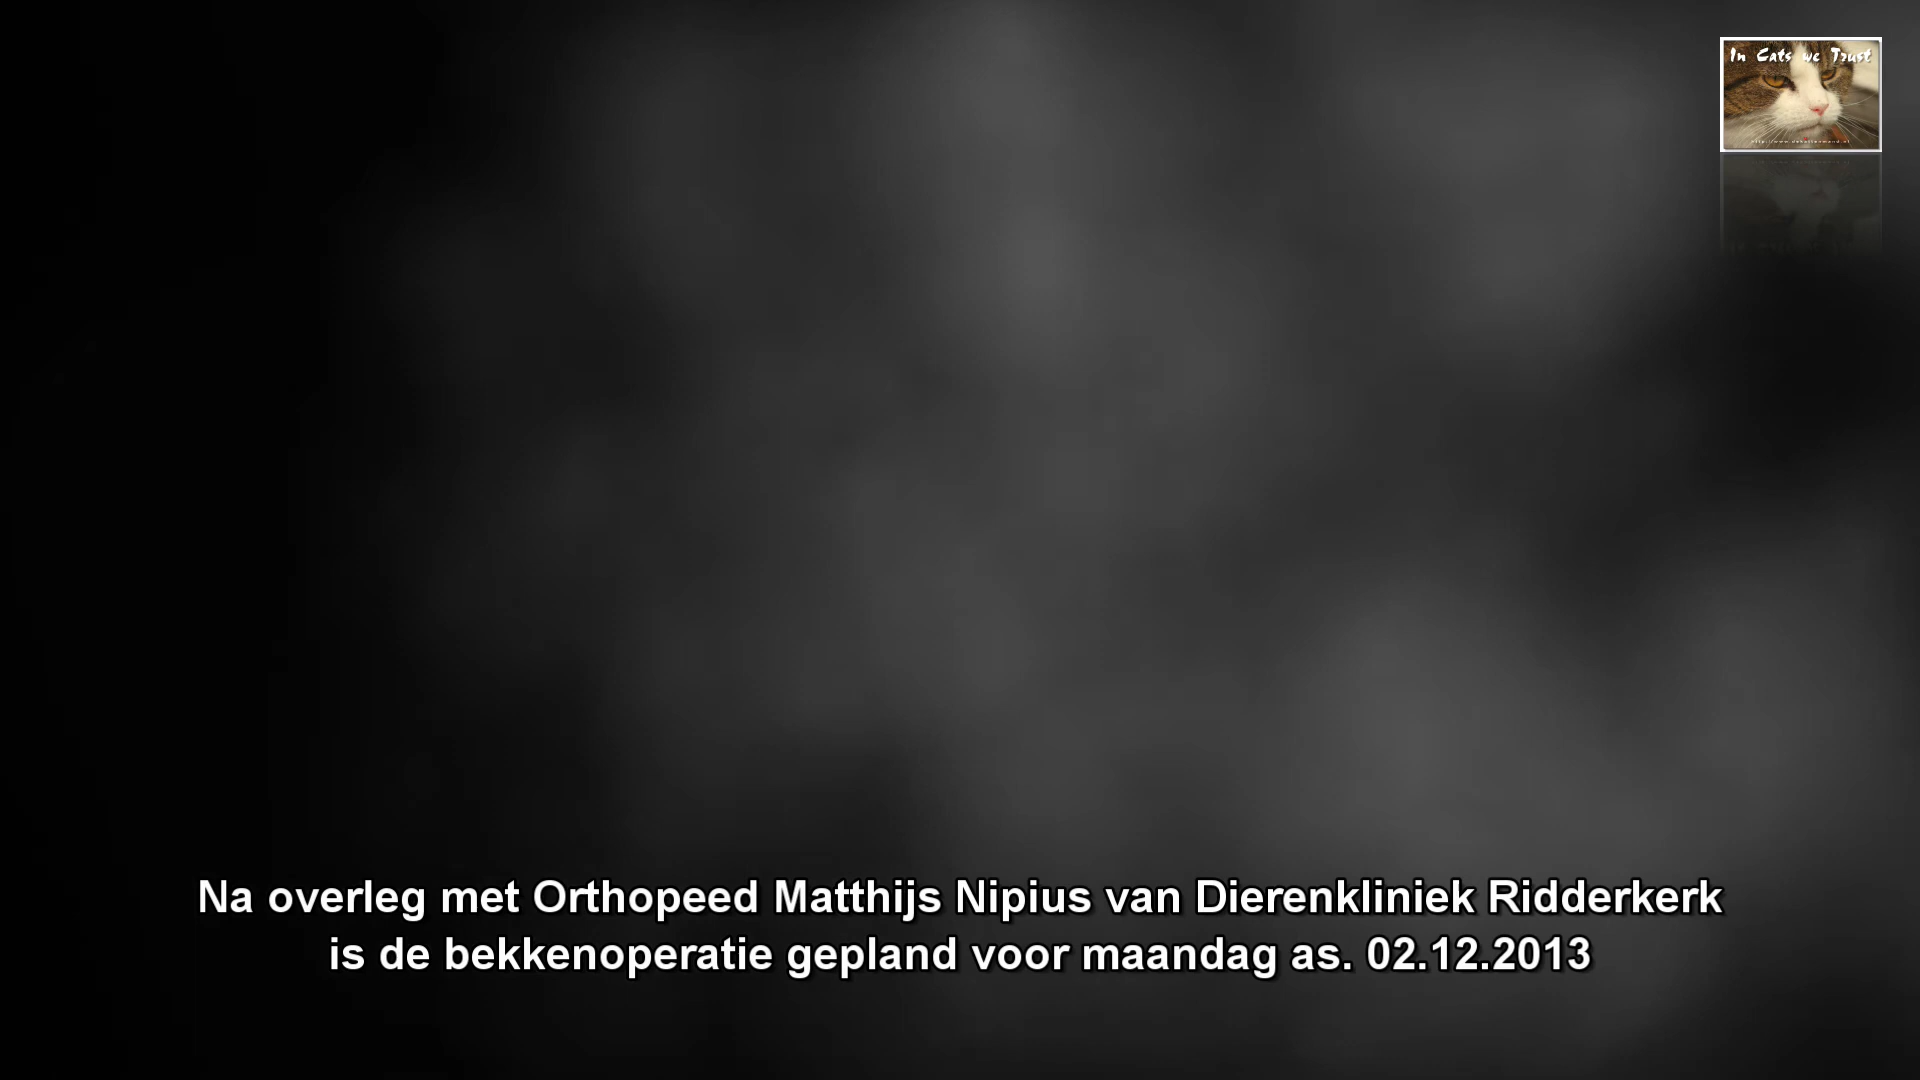 In Cats we Trust
Na overleg met Orthopeed Matthijs Nipius van Dierenkliniek Ridderkerk
is de bekkenoperatie gepland voor maandag as. 02.12.2013